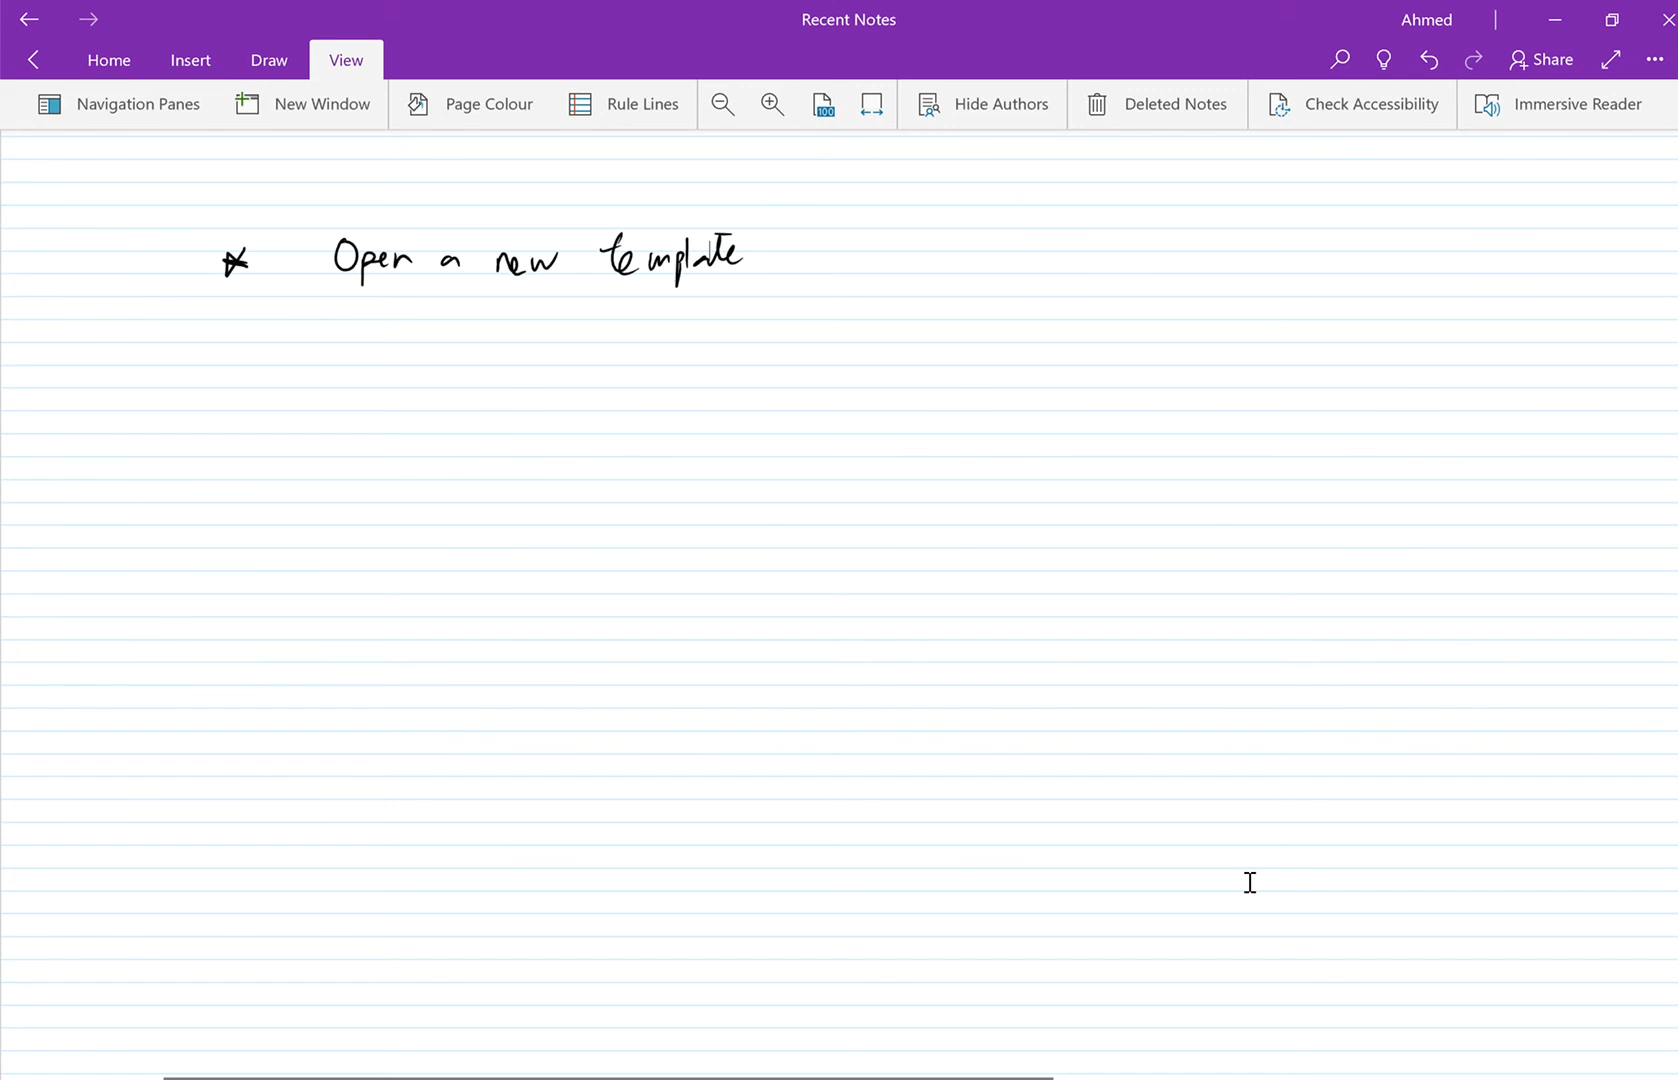 Recent Notes Ahmed
Home Insert Draw View Share
Navigation Panes New Window Page Colour Rule Lines 100 Hide Authors Deleted Notes Check Accessibility Immersive Reader
* Open a new template